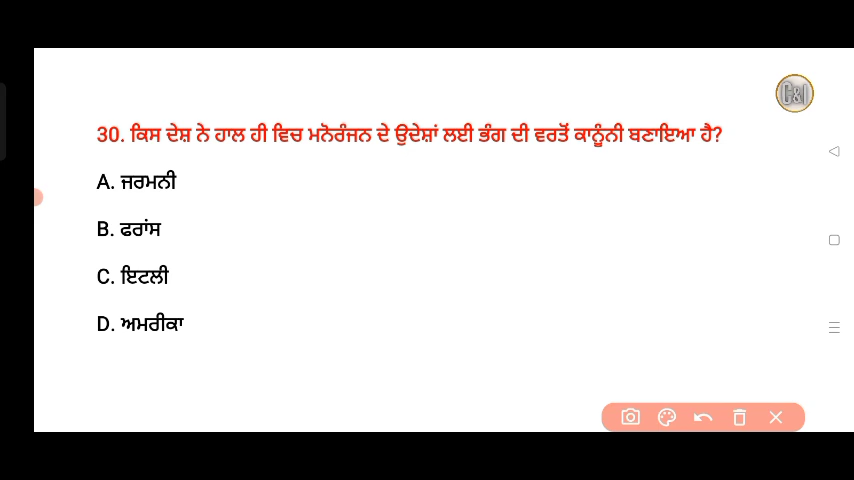 C&I
30. ਕਿਸ ਦੇਸ਼ ਨੇ ਹਾਲ ਹੀ ਵਿਚ ਮਨੋਰੰਜਨ ਦੇ ਉਦੇਸ਼ਾਂ ਲਈ ਭੰਗ ਦੀ ਵਰਤੋਂ ਕਾਨੂੰਨੀ ਬਣਾਇਆ ਹੈ?
A. ਜਰਮਨੀ
B. ਫਰਾਂਸ
C. ਇਟਲੀ
D. ਅਮਰੀਕਾ